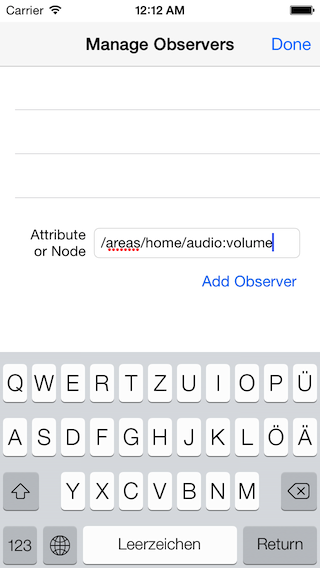 Carrier 12:12 AM
Manage Observers Done
Attribute
or Node
/areas/home/audio:volume
Add Observer
Q W E R T Z U I O P Ü
A S D F G H J K L Ö Ä
Y X C V B N M
123 Leerzeichen Return